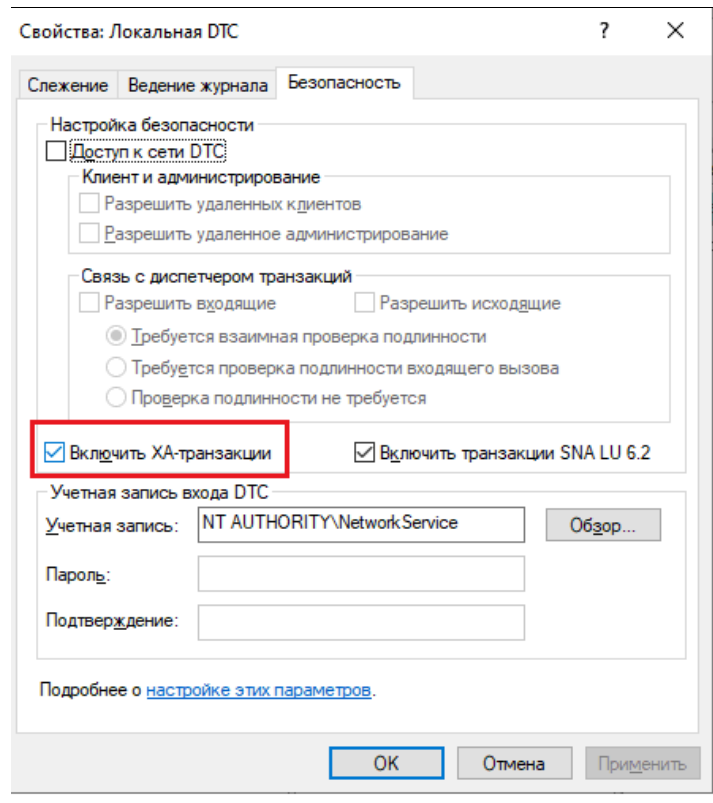 Свойства: Локальная DTC
Слежение Ведение журнала Безопасность
Настройка безопасности
Доступ к сети DTC
Клиент и администрирование
Разрешить удаленных клиентов
Разрешить удаленное администрирование
Связь с диспетчером транзакций
Разрешить входящие Разрешить исходящие
Требуется взаимная проверка подлинности
Требуется проверка подлинности входящего вызова
Проверка подлинности не требуется
Включить XA-транзакции Включить транзакции SNA LU 6.2
Учетная запись входа DTC
Учетная запись: NT AUTHORITY\NetworkService Обзор...
Пароль:
Подтверждение:
Подробнее о настройке этих параметров.
OK Отмена Применить